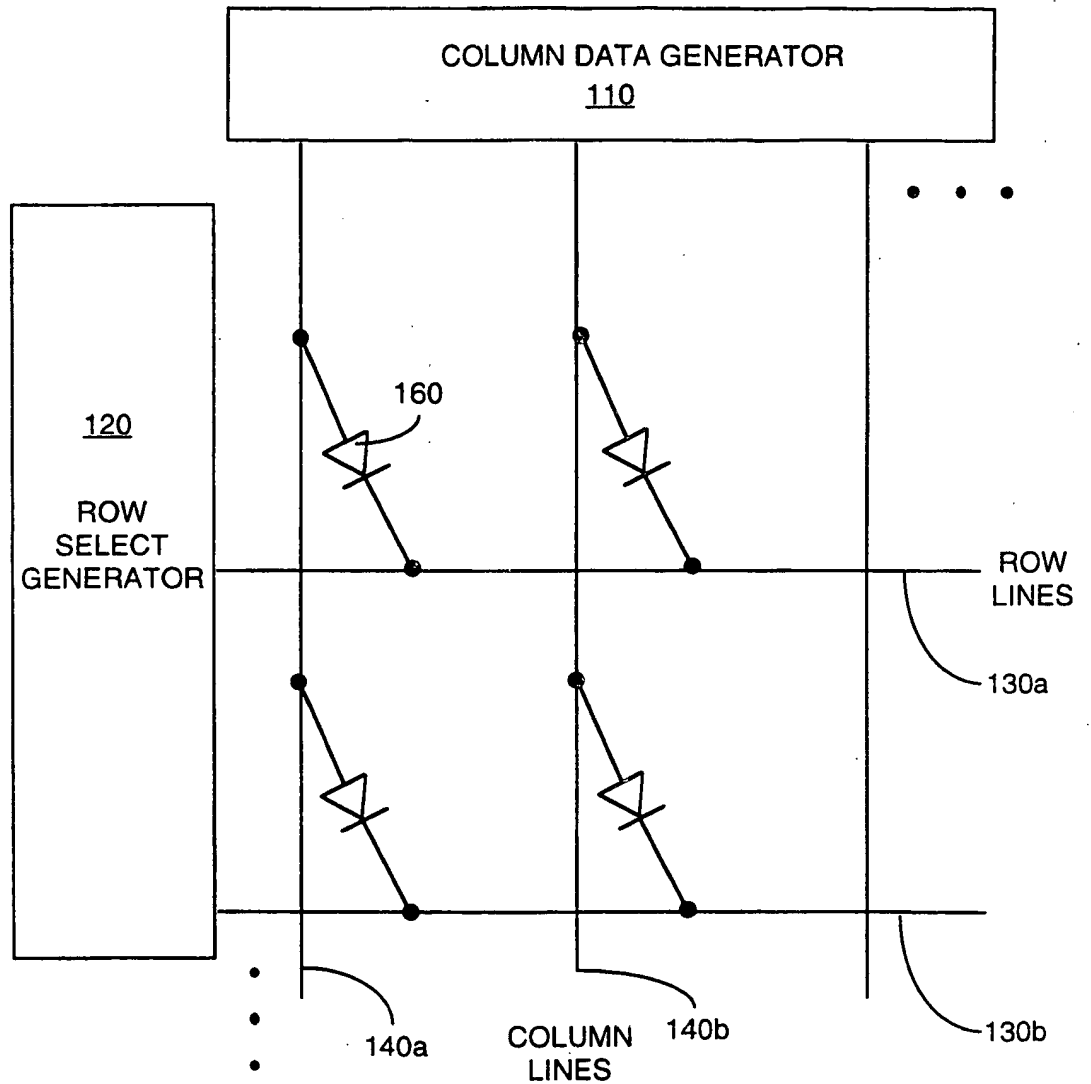 COLUMN DATA GENERATOR
110
160
120
ROW
SELECT
GENERATOR
ROW
LINES
130a
140a
COLUMN
LINES
140b
130b